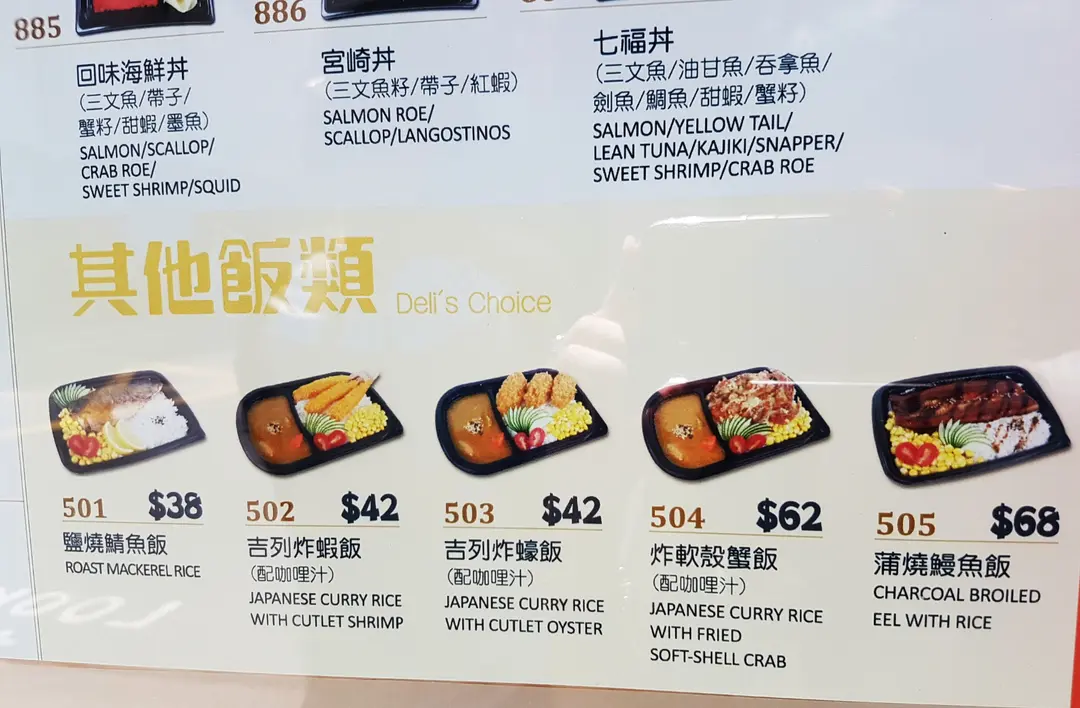 885
回味海鮮丼
(三文魚/帶子/
蟹籽/甜蝦/墨魚)
SALMON/SCALLOP/
CRAB ROE/
SWEET SHRIMP/SQUID
886
宮崎丼
(三文魚籽/帶子/紅蝦)
SALMON ROE/
SCALLOP/LANGOSTINOS
七福丼
(三文魚/油甘魚/吞拿魚/
劍魚/鯛魚/甜蝦/蟹籽)
SALMON/YELLOW TAIL/
LEAN TUNA/KAJIKI/SNAPPER/
SWEET SHRIMP/CRAB ROE
其他飯類 Deli's Choice
501 $38
鹽燒鯖魚飯
ROAST MACKEREL RICE
502 $42
吉列炸蝦飯
(配咖喱汁)
JAPANESE CURRY RICE
WITH CUTLET SHRIMP
503 $42
吉列炸蠔飯
(配咖喱汁)
JAPANESE CURRY RICE
WITH CUTLET OYSTER
504 $62
炸軟殼蟹飯
(配咖喱汁)
JAPANESE CURRY RICE
WITH FRIED
SOFT-SHELL CRAB
505 $68
蒲燒鰻魚飯
CHARCOAL BROILED
EEL WITH RICE